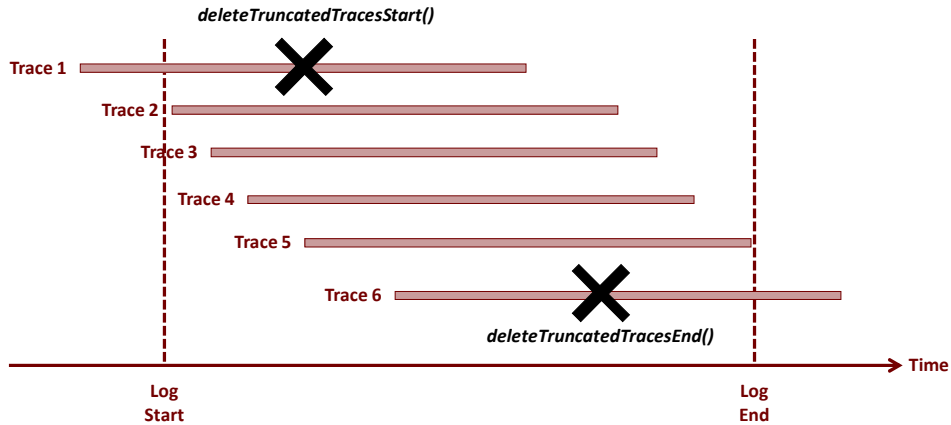 deleteTruncatedTracesStart()
Trace 1
Trace 2
Trace 3
Trace 4
Trace 5
Trace 6
deleteTruncatedTracesEnd()
Time
Log
Start
Log
End